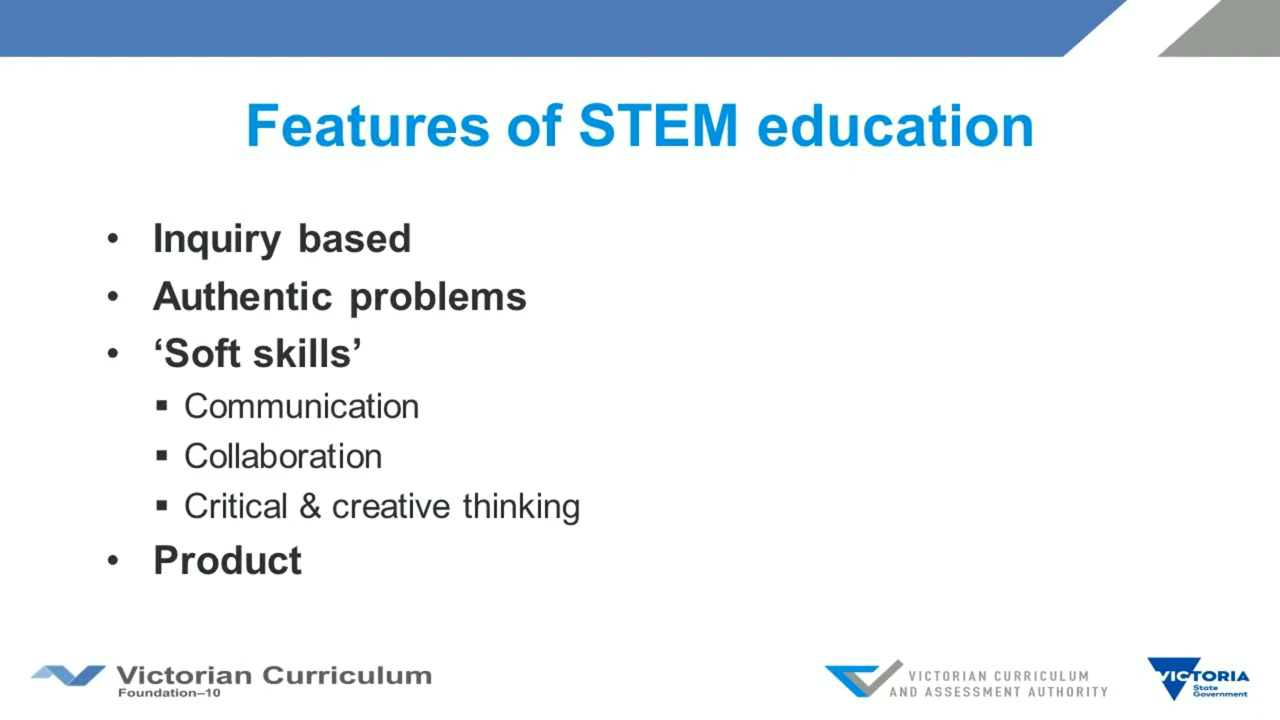 Features of STEM education
• Inquiry based
• Authentic problems
• ‘Soft skills’
▪ Communication
▪ Collaboration
▪ Critical & creative thinking
• Product
Victorian Curriculum
Foundation–10
VICTORIAN CURRICULUM
AND ASSESSMENT AUTHORITY
VICTORIA
State
Government